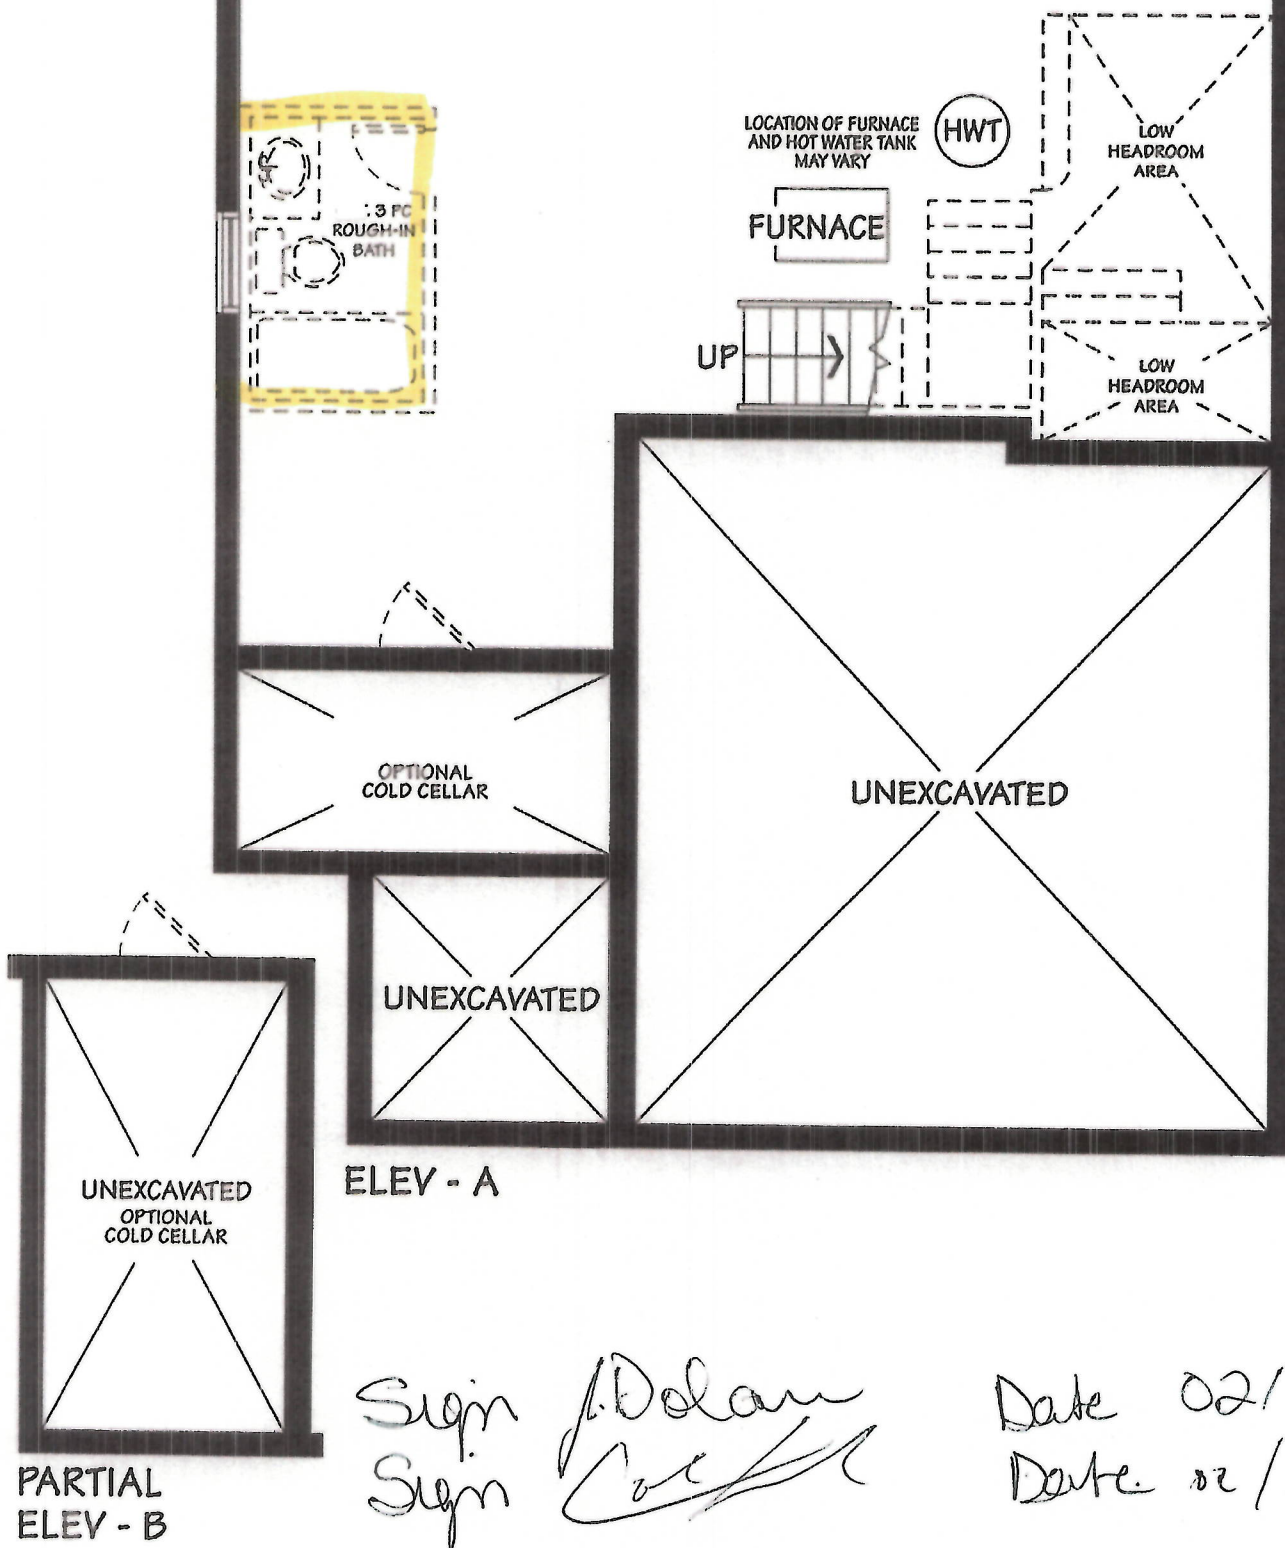 LOCATION OF FURNACE
AND HOT WATER TANK
MAY VARY
HWT
LOW
HEADROOM
AREA
3 PC
ROUGH-IN
BATH
FURNACE
UP
LOW
HEADROOM
AREA
OPTIONAL
COLD CELLAR
UNEXCAVATED
UNEXCAVATED
ELEV - A
UNEXCAVATED
OPTIONAL
COLD CELLAR
PARTIAL
ELEV - B
Sign J. Dolan Date 02/
Sign Date 02/